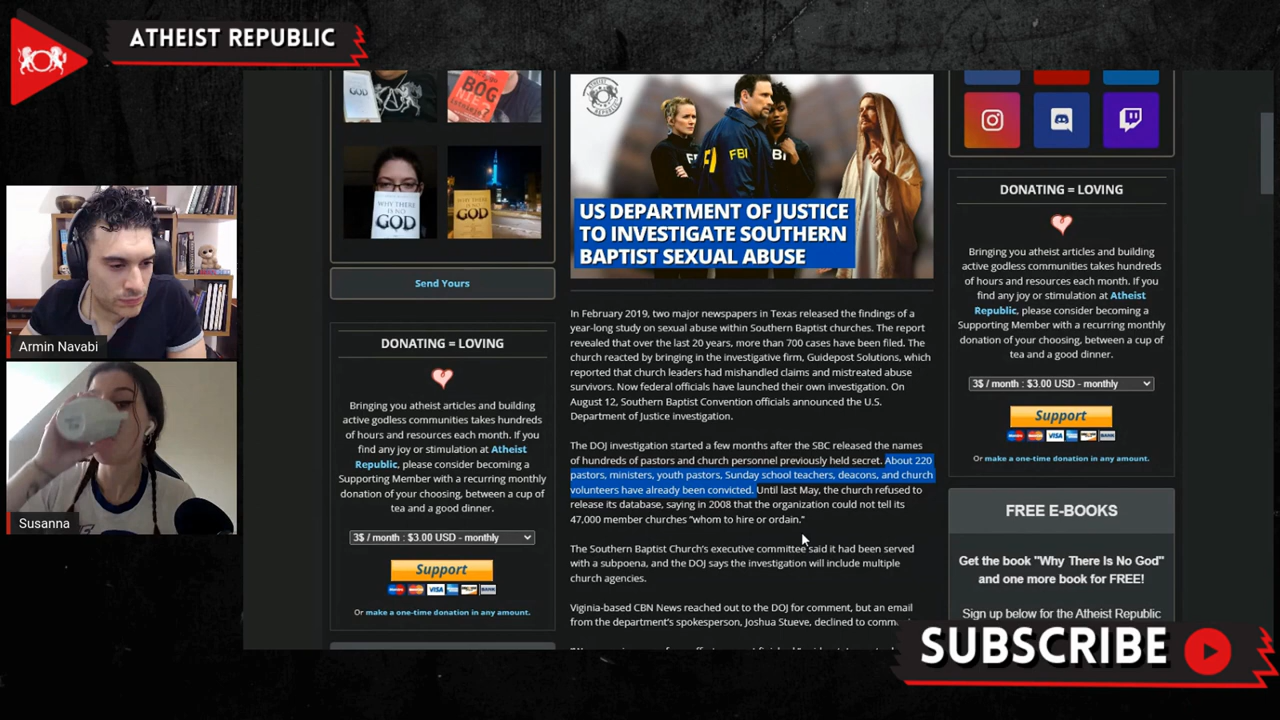 ATHEIST REPUBLIC
Armin Navabi
Susanna
GOD
BOG
WHY THERE
IS NO
GOD
GOD
Send Yours
DONATING = LOVING
Bringing you atheist articles and building
active godless communities takes hundreds
of hours and resources each month. If you
find any joy or stimulation at Atheist
Republic, please consider becoming a
Supporting Member with a recurring monthly
donation of your choosing, between a cup of
tea and a good dinner.
3$ / month : $3.00 USD - monthly
Support
VISA
BANK
Or make a one-time donation in any amount.
FBI
US DEPARTMENT OF JUSTICE
TO INVESTIGATE SOUTHERN
BAPTIST SEXUAL ABUSE
In February 2019, two major newspapers in Texas released the findings of a
year-long study on sexual abuse within Southern Baptist churches. The report
revealed that over the last 20 years, more than 700 cases have been filed. The
church reacted by bringing in the investigative firm, Guidepost Solutions, which
reported that church leaders had mishandled claims and mistreated abuse
survivors. Now federal officials have launched their own investigation. On
August 12, Southern Baptist Convention officials announced the U.S.
Department of Justice investigation.
The DOJ investigation started a few months after the SBC released the names
of hundreds of pastors and church personnel previously held secret. About 220
pastors, ministers, youth pastors, Sunday school teachers, deacons, and church
volunteers have already been convicted. Until last May, the church refused to
release its database, saying in 2008 that the organization could not tell its
47,000 member churches “whom to hire or ordain.”
The Southern Baptist Church's executive committee said it had been served
with a subpoena, and the DOJ says the investigation will include multiple
church agencies.
Viginia-based CBN News reached out to the DOJ for comment, but an email
from the department's spokesperson, Joshua Stueve, declined to
DONATING = LOVING
Bringing you atheist articles and building
active godless communities takes hundreds
of hours and resources each month. If you
find any joy or stimulation at Atheist
Republic, please consider becoming a
Supporting Member with a recurring monthly
donation of your choosing, between a cup of
tea and a good dinner.
3$ / month : $3.00 USD - monthly
Support
VISA
BANK
Or make a one-time donation in any amount.
FREE E-BOOKS
Get the book "Why There Is No God"
and one more book for FREE!
Sign up below for the Atheist Republic
SUBSCRIBE